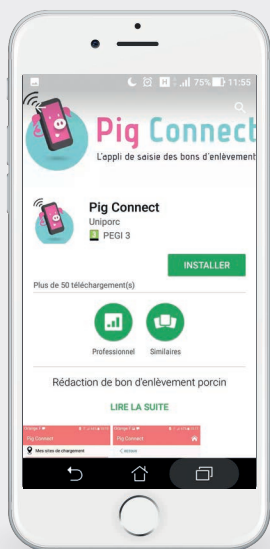 H 75% 11:55
Pig Connect
L'appli de saisie des bons d'enlèvement
Pig Connect
Uniporc
3 PEGI 3
INSTALLER
Plus de 50 téléchargement(s)
Professionnel Similaires
Rédaction de bon d'enlèvement porcin
LIRE LA SUITE
Pig Connect Pig Connect
Mes sites de chargement